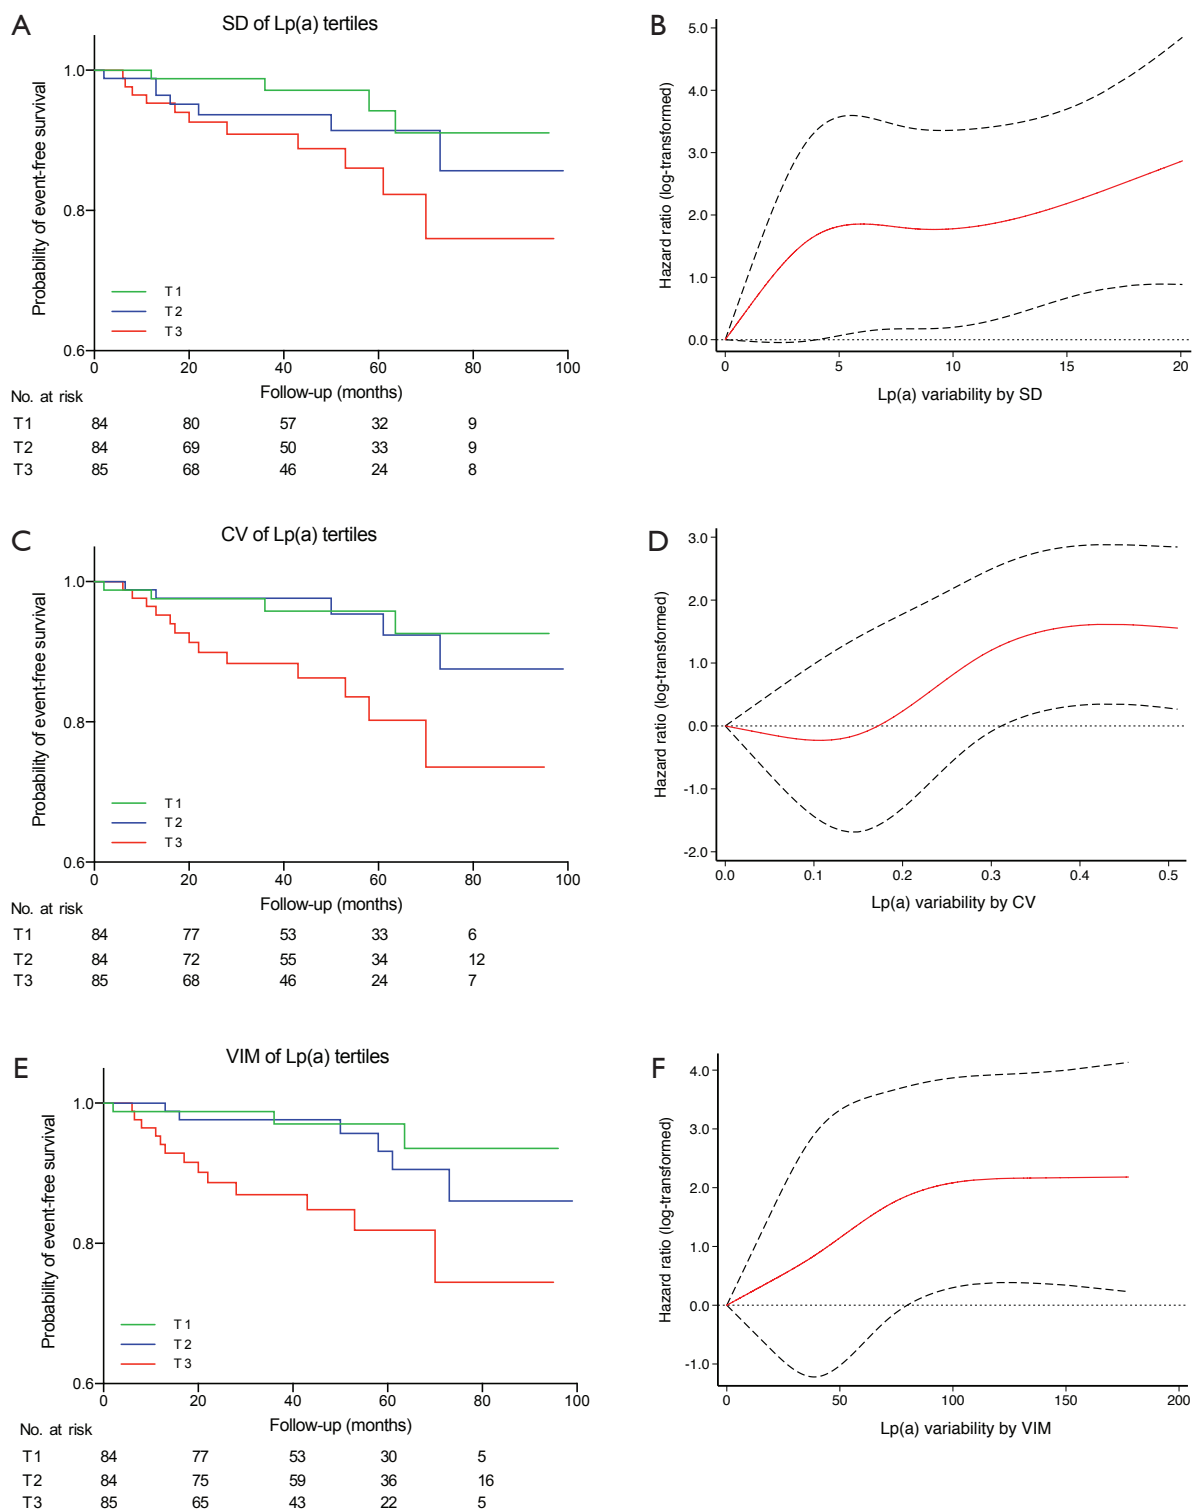 A
SD of Lp(a) tertiles
Probability of event-free survival
1.0
0.8
0.6
T1
T2
T3
0 20 40 60 80 100
Follow-up (months)
No. at risk
T1 84 80 57 32 9
T2 84 69 50 33 9
T3 85 68 46 24 8
B
Hazard ratio (log-transformed)
5.0
4.0
3.0
2.0
1.0
0.0
0 5 10 15 20
Lp(a) variability by SD
C
CV of Lp(a) tertiles
Probability of event-free survival
1.0
0.8
0.6
T1
T2
T3
0 20 40 60 80 100
Follow-up (months)
No. at risk
T1 84 77 53 33 6
T2 84 72 55 34 12
T3 85 68 46 24 7
D
Hazard ratio (log-transformed)
3.0
2.0
1.0
0.0
-1.0
-2.0
0.0 0.1 0.2 0.3 0.4 0.5
Lp(a) variability by CV
E
VIM of Lp(a) tertiles
Probability of event-free survival
1.0
0.8
0.6
T1
T2
T3
0 20 40 60 80 100
Follow-up (months)
No. at risk
T1 84 77 53 30 5
T2 84 75 59 36 16
T3 85 65 43 22 5
F
Hazard ratio (log-transformed)
4.0
3.0
2.0
1.0
0.0
-1.0
0 50 100 150 200
Lp(a) variability by VIM